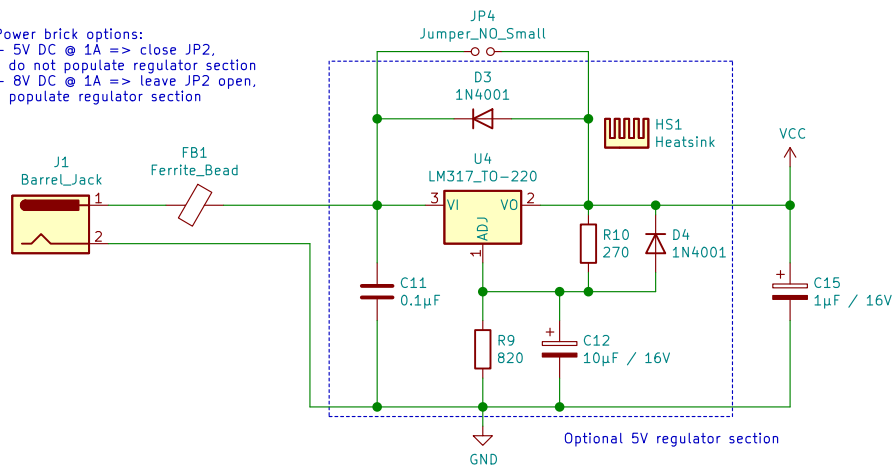 Power brick options:
- 5V DC @ 1A => close JP2,
do not populate regulator section
- 8V DC @ 1A => leave JP2 open,
populate regulator section
JP4
Jumper_NO_Small
D3
1N4001
HS1
Heatsink
VCC
J1
Barrel_Jack
1
2
FB1
Ferrite_Bead
U4
LM317_TO-220
3
VI
VO
2
ADJ
1
R10
270
D4
1N4001
C11
0.1µF
+
C15
1µF / 16V
R9
820
+
C12
10µF / 16V
GND
Optional 5V regulator section